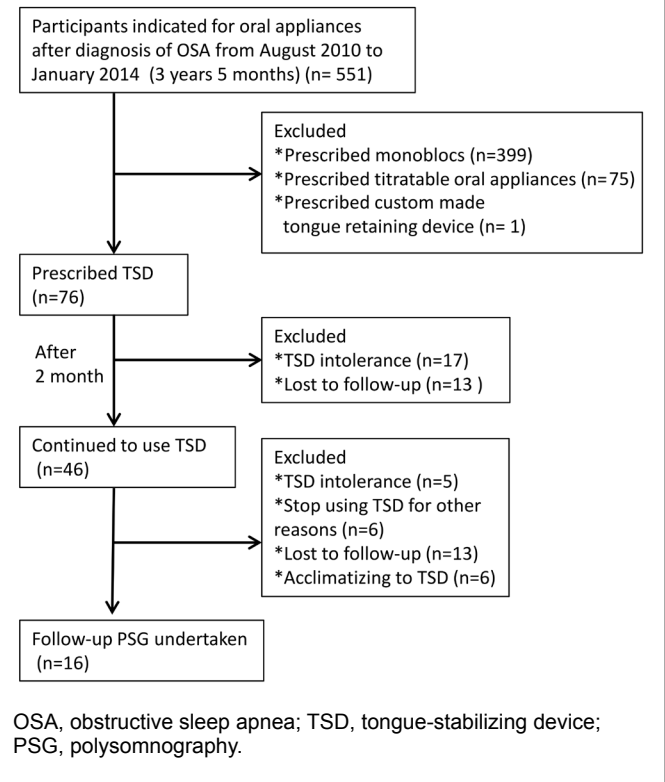 Participants indicated for oral appliances
after diagnosis of OSA from August 2010 to
January 2014  (3 years 5 months) (n= 551)
Excluded
*Prescribed monoblocs (n=399)
*Prescribed titratable oral appliances (n=75)
*Prescribed custom made
tongue retaining device (n= 1)
Prescribed TSD
(n=76)
After
2 month
Excluded
*TSD intolerance (n=17)
*Lost to follow-up (n=13 )
Continued to use TSD
(n=46)
Excluded
*TSD intolerance (n=5)
*Stop using TSD for other
reasons (n=6)
*Lost to follow-up (n=13)
*Acclimatizing to TSD (n=6)
Follow-up PSG undertaken
(n=16)
OSA, obstructive sleep apnea; TSD, tongue-stabilizing device;
PSG, polysomnography.